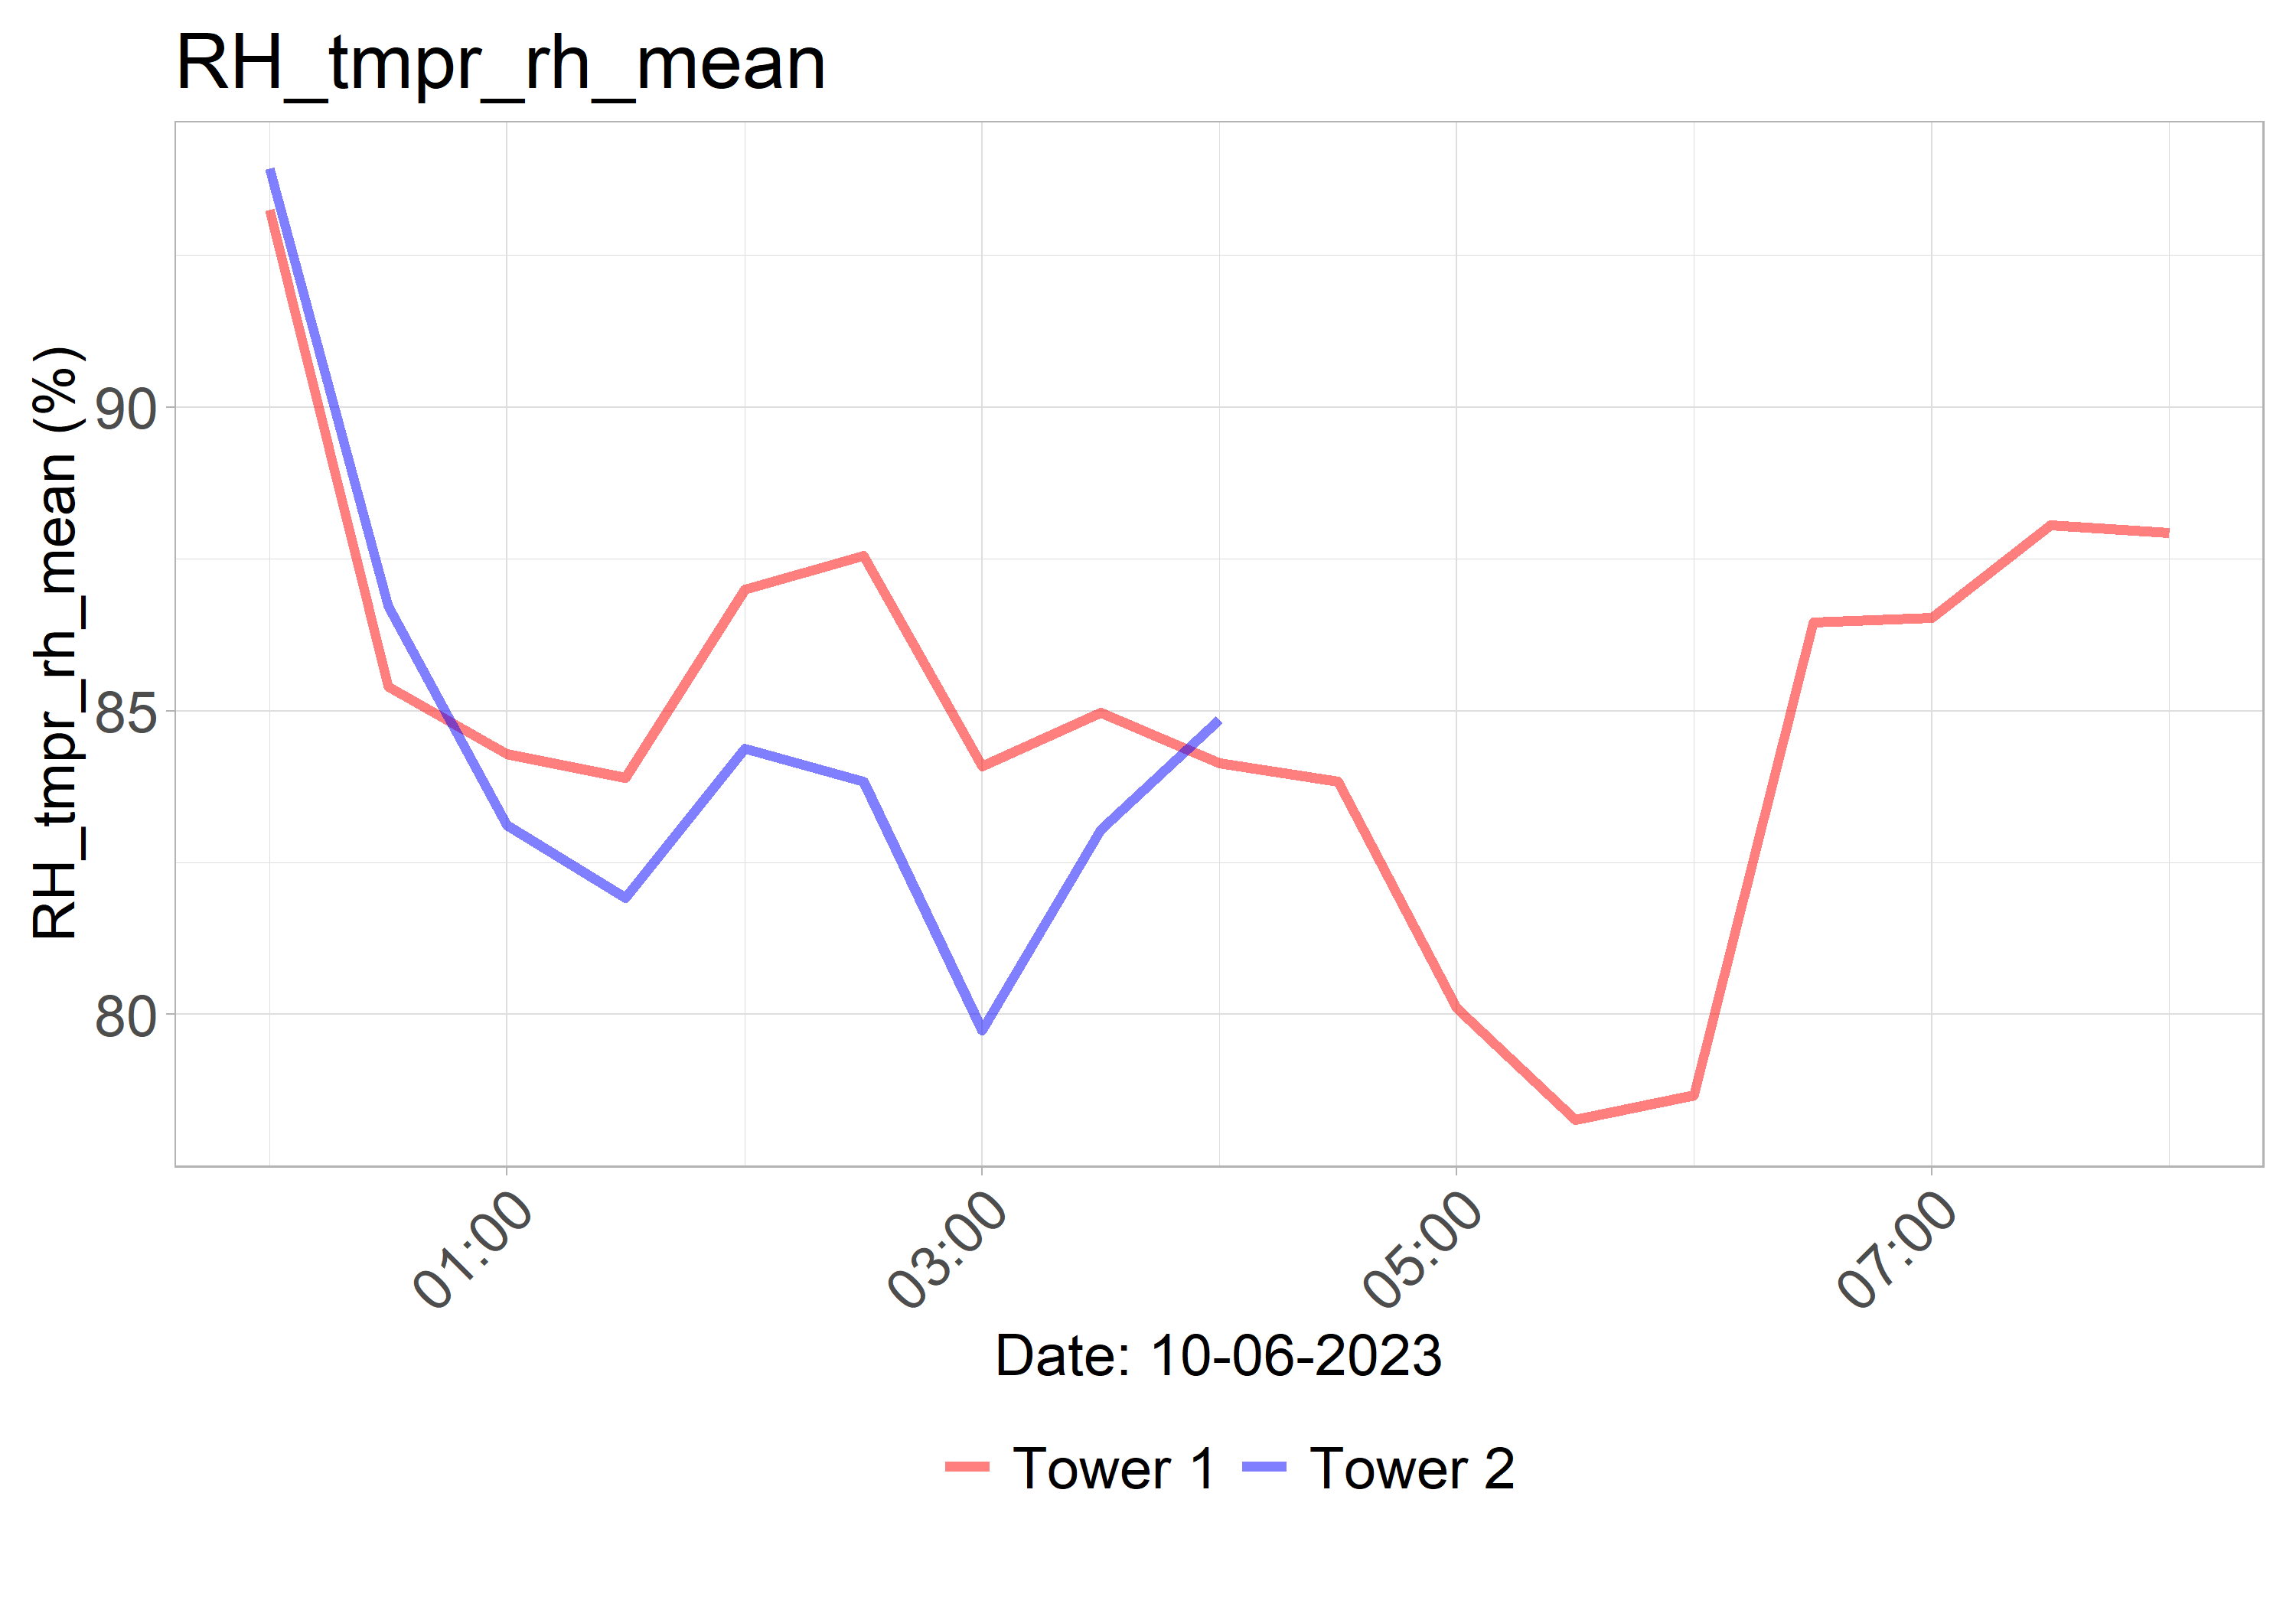 RH_tmpr_rh_mean
RH_tmpr_rh_mean (%)
90
85
80
01:00
03:00
05:00
07:00
Date: 10-06-2023
Tower 1
Tower 2